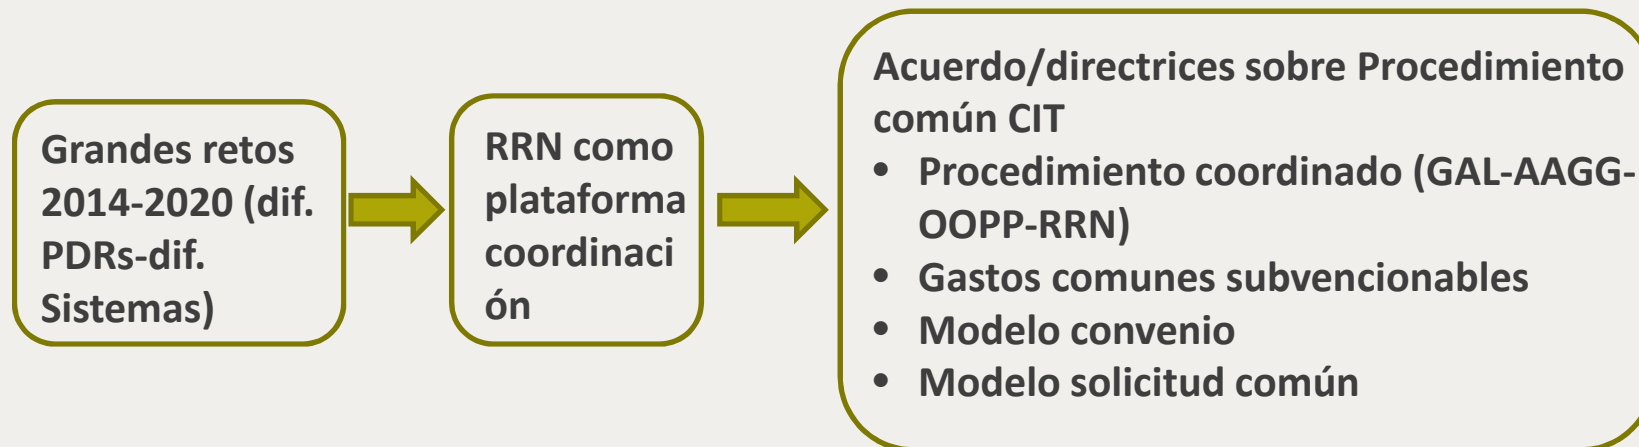 Grandes retos
2014-2020 (dif.
PDRs-dif.
Sistemas)
RRN como
plataforma
coordinaci
ón
Acuerdo/directrices sobre Procedimiento
común CIT
• Procedimiento coordinado (GAL-AAGG-
OOPP-RRN)
• Gastos comunes subvencionables
• Modelo convenio
• Modelo solicitud común